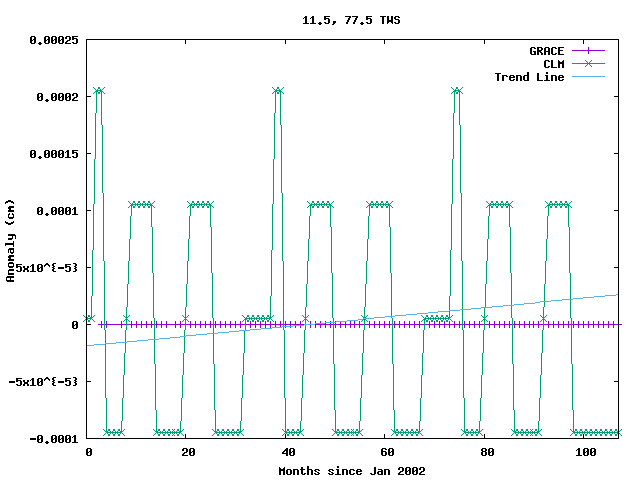 11.5, 77.5 TWS
GRACE
CLM
Trend Line
0.00025
0.0002
0.00015
0.0001
5x10^{-5}
0
-5x10^{-5}
-0.0001
Anomaly (cm)
0 20 40 60 80 100
Months since Jan 2002